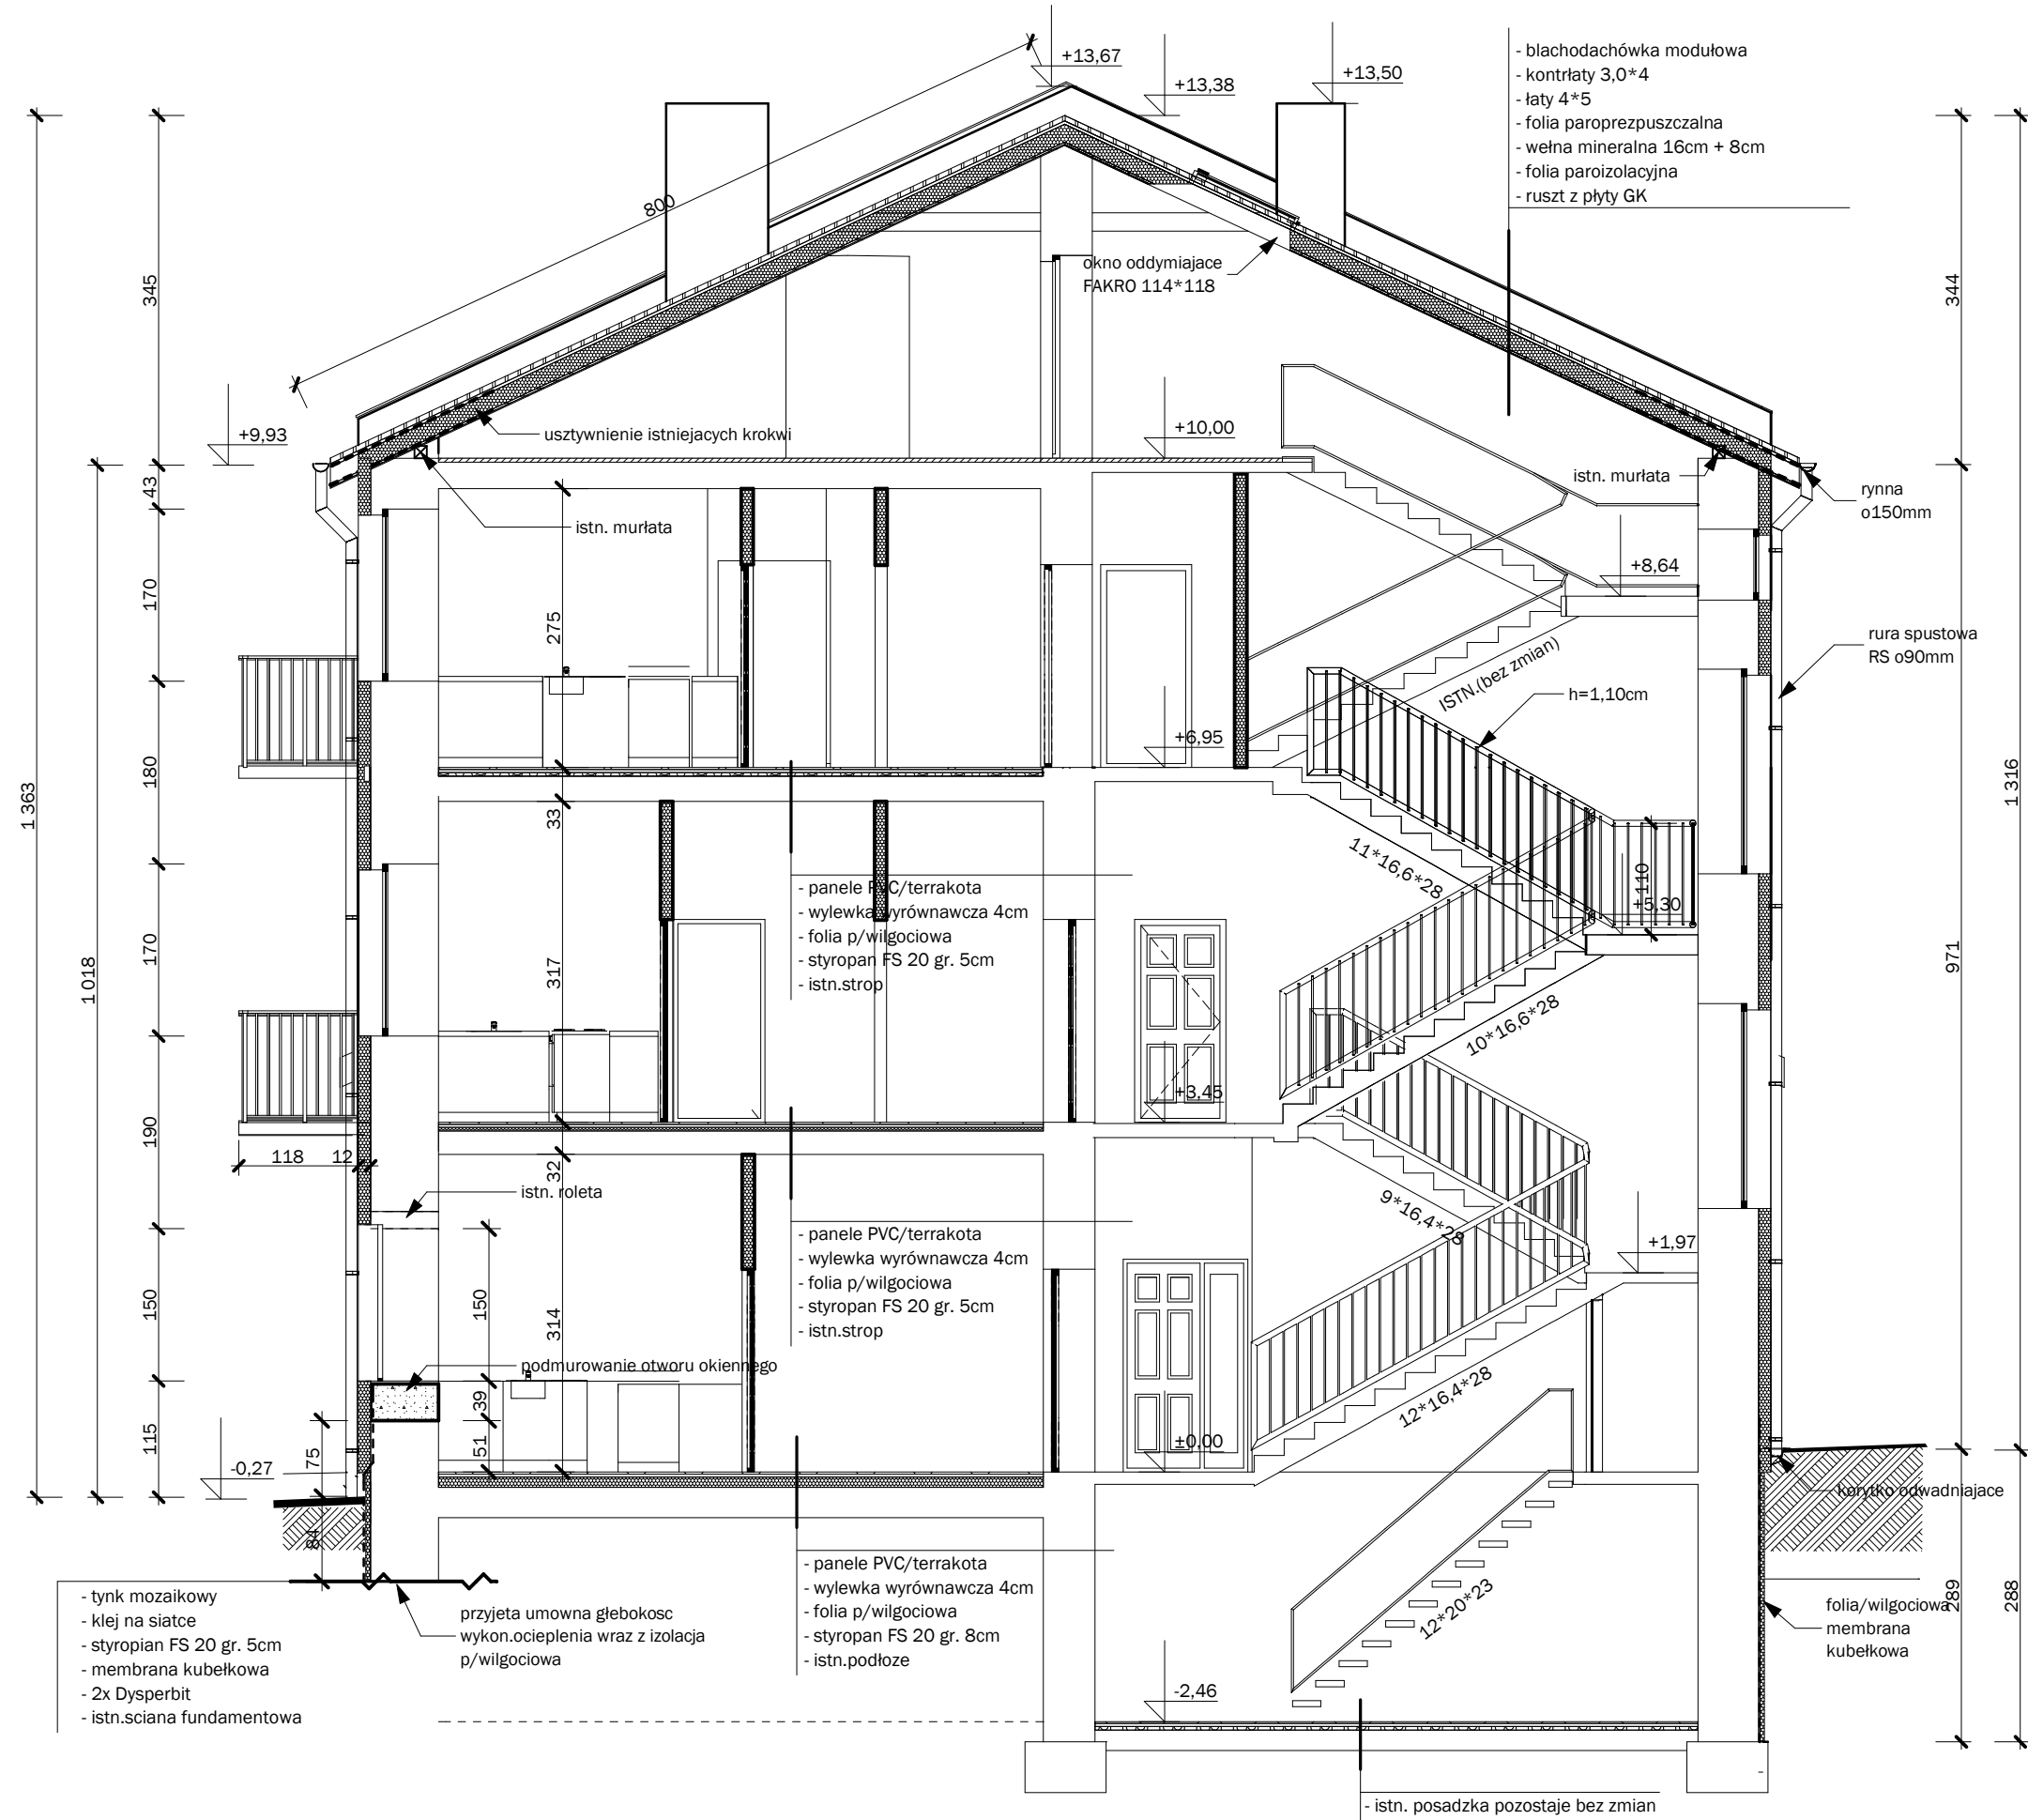 +13,67
+13,38
+13,50
- blachodachówka modułowa
- kontrłaty 3,0*4
- łaty 4*5
- folia paroprezpuszczalna
- wełna mineralna 16cm + 8cm
- folia paroizolacyjna
- ruszt z płyty GK
800
345
344
okno oddymiajace
FAKRO 114*118
+9,93
usztywnienie istniejacych krokwi
+10,00
istn. murłata
istn. murłata
rynna
o150mm
43
170
275
+8,64
rura spustowa
RS o90mm
ISTN.(bez zmian)
h=1,10cm
+6,95
180
33
1 363
1 316
11*16,6*28
110
+5,30
- panele PVC/terrakota
- wylewka wyrównawcza 4cm
- folia p/wilgociowa
- styropan FS 20 gr. 5cm
- istn.strop
170
317
1 018
971
10*16,6*28
+3,45
190
118
12
32
istn. roleta
9*16,4*28
+1,97
- panele PVC/terrakota
- wylewka wyrównawcza 4cm
- folia p/wilgociowa
- styropan FS 20 gr. 5cm
- istn.strop
150
150
314
podmurowanie otworu okiennego
39
12*16,4*28
115
75
51
±0,00
-0,27
korytko odwadniajace
84
- panele PVC/terrakota
- wylewka wyrównawcza 4cm
- folia p/wilgociowa
- styropan FS 20 gr. 8cm
- istn.podłoze
- tynk mozaikowy
- klej na siatce
- styropian FS 20 gr. 5cm
- membrana kubełkowa
- 2x Dysperbit
- istn.sciana fundamentowa
przyjeta umowna głebokosc
wykon.ocieplenia wraz z izolacja
p/wilgociowa
12*20*23
folia/wilgociowa
membrana
kubełkowa
289
288
-2,46
- istn. posadzka pozostaje bez zmian